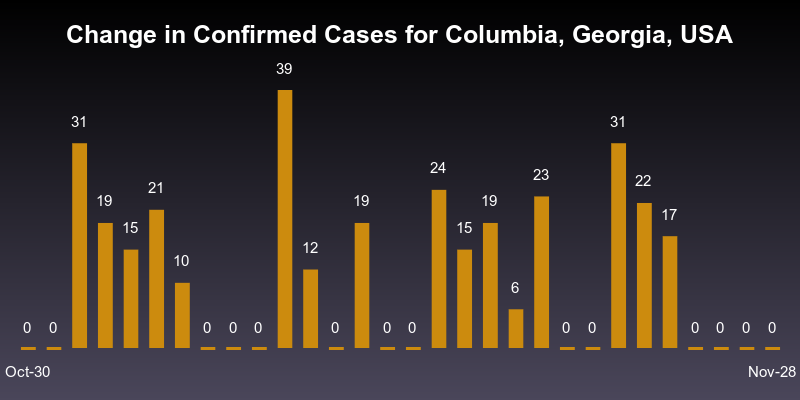 Change in Confirmed Cases for Columbia, Georgia, USA
0 0 31 19 15 21 10 0 0 0 39 12 0 19 0 0 24 15 19 6 23 0 0 31 22 17 0 0 0 0
Oct-30 Nov-28